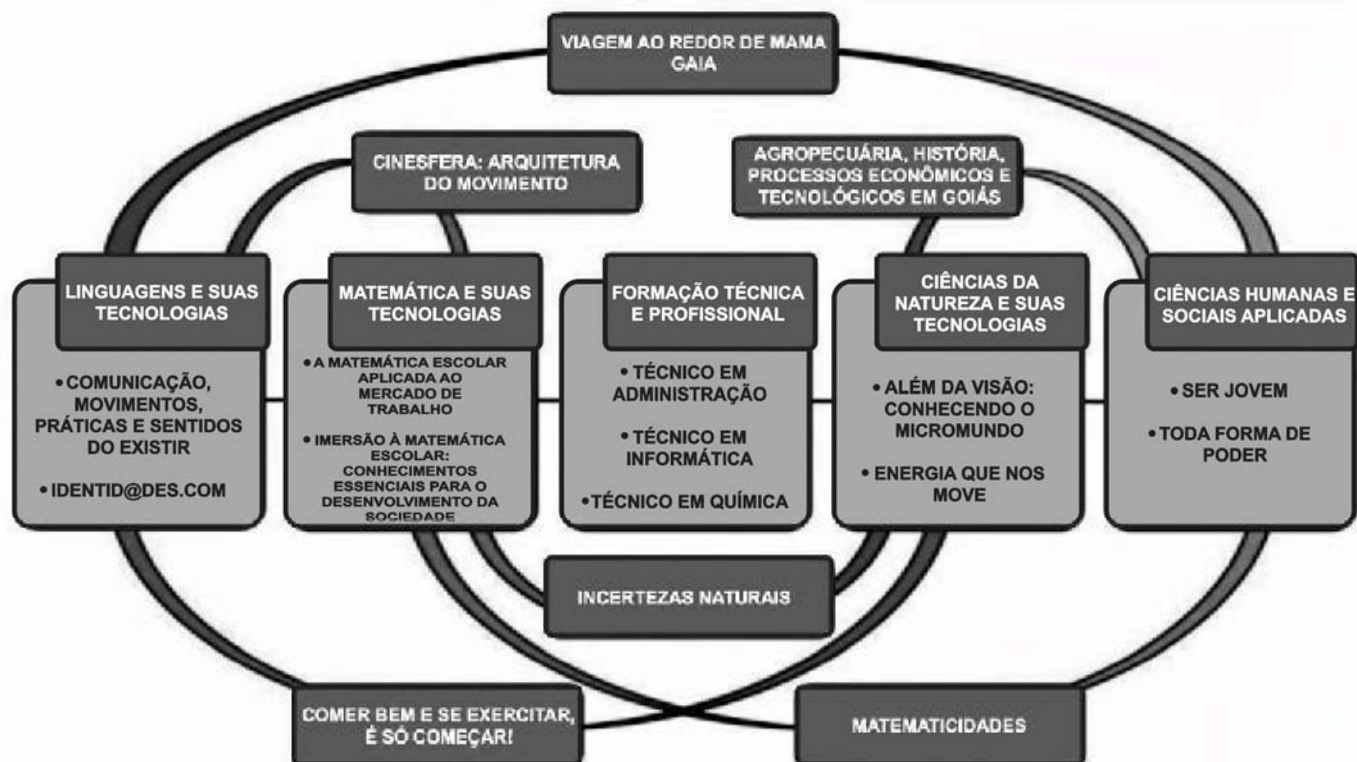 VIAGEM AO REDOR DE MAMA
GAIA
CINESFERA: ARQUITETURA
DO MOVIMENTO
AGROPECUÁRIA, HISTÓRIA,
PROCESSOS ECONÔMICOS E
TECNOLÓGICOS EM GOIÁS
LINGUAGENS E SUAS
TECNOLOGIAS
• COMUNICAÇÃO,
MOVIMENTOS,
PRÁTICAS E SENTIDOS
DO EXISTIR
• IDENTID@DES.COM
MATEMÁTICA E SUAS
TECNOLOGIAS
• A MATEMÁTICA ESCOLAR
APLICADA AO
MERCADO DE
TRABALHO
• IMERSÃO À MATEMÁTICA
ESCOLAR:
CONHECIMENTOS
ESSENCIAIS PARA O
DESENVOLVIMENTO DA
SOCIEDADE
FORMAÇÃO TÉCNICA
E PROFISSIONAL
• TÉCNICO EM
ADMINISTRAÇÃO
• TÉCNICO EM
INFORMÁTICA
• TÉCNICO EM QUÍMICA
CIÊNCIAS DA
NATUREZA E SUAS
TECNOLOGIAS
• ALÉM DA VISÃO:
CONHECENDO O
MICROMUNDO
• ENERGIA QUE NOS
MOVE
CIÊNCIAS HUMANAS E
SOCIAIS APLICADAS
• SER JOVEM
• TODA FORMA DE
PODER
INCERTEZAS NATURAIS
COMER BEM E SE EXERCITAR,
É SÓ COMEÇAR!
MATEMATICIDADES